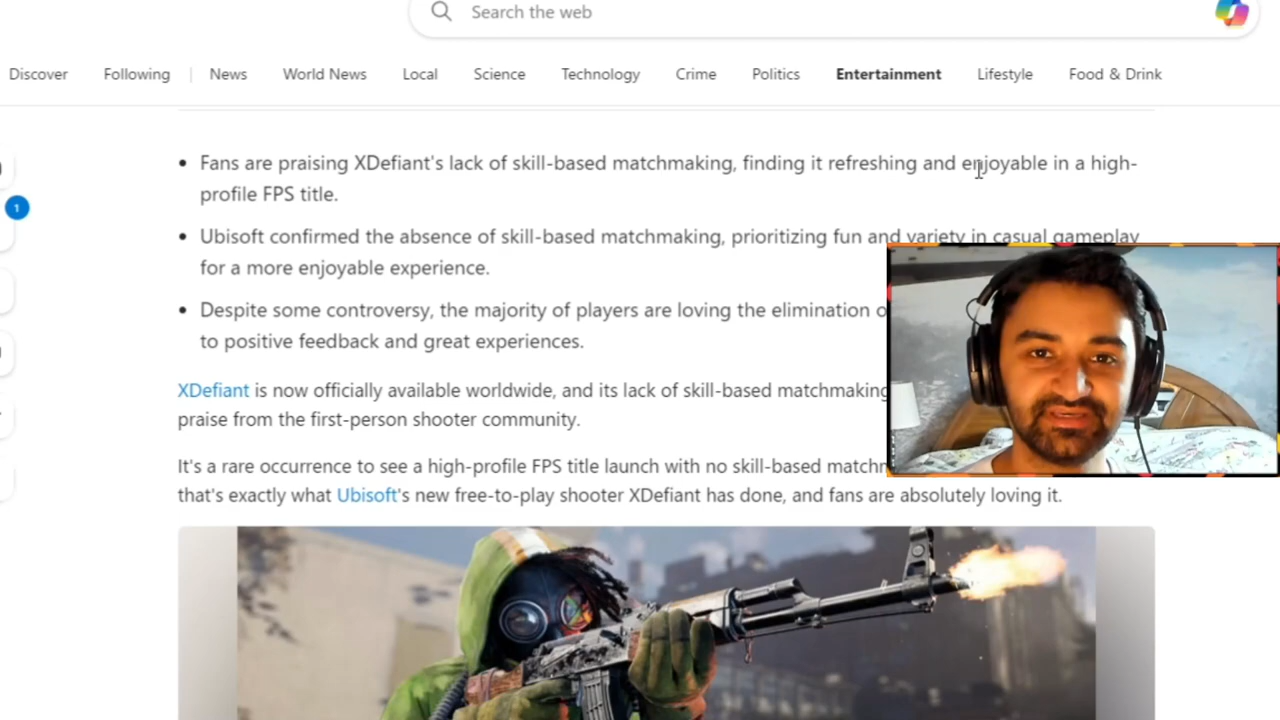 Search the web
Discover Following News World News Local Science Technology Crime Politics Entertainment Lifestyle Food & Drink
Fans are praising XDefiant's lack of skill-based matchmaking, finding it refreshing and enjoyable in a high-
profile FPS title.
1
Ubisoft confirmed the absence of skill-based matchmaking, prioritizing fun and variety in casual gameplay
for a more enjoyable experience.
Despite some controversy, the majority of players are loving the elimination
to positive feedback and great experiences.
XDefiant is now officially available worldwide, and its lack of skill-based matchmaking
praise from the first-person shooter community.
It's a rare occurrence to see a high-profile FPS title launch with no skill-based
that's exactly what Ubisoft's new free-to-play shooter XDefiant has done, and fans are absolutely loving it.